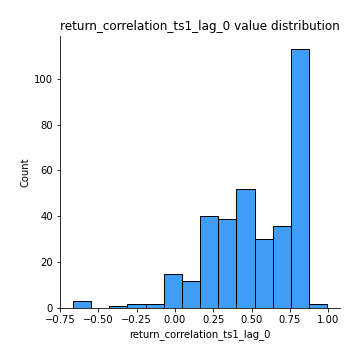 return_correlation_ts1_lag_0 value distribution
Count
100
80
60
40
20
0
−0.75 −0.50 −0.25 0.00 0.25 0.50 0.75 1.00
return_correlation_ts1_lag_0